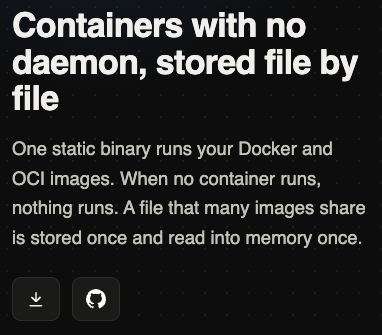 Containers with no
daemon, stored file by
file
One static binary runs your Docker and
OCI images. When no container runs,
nothing runs. A file that many images share
is stored once and read into memory once.